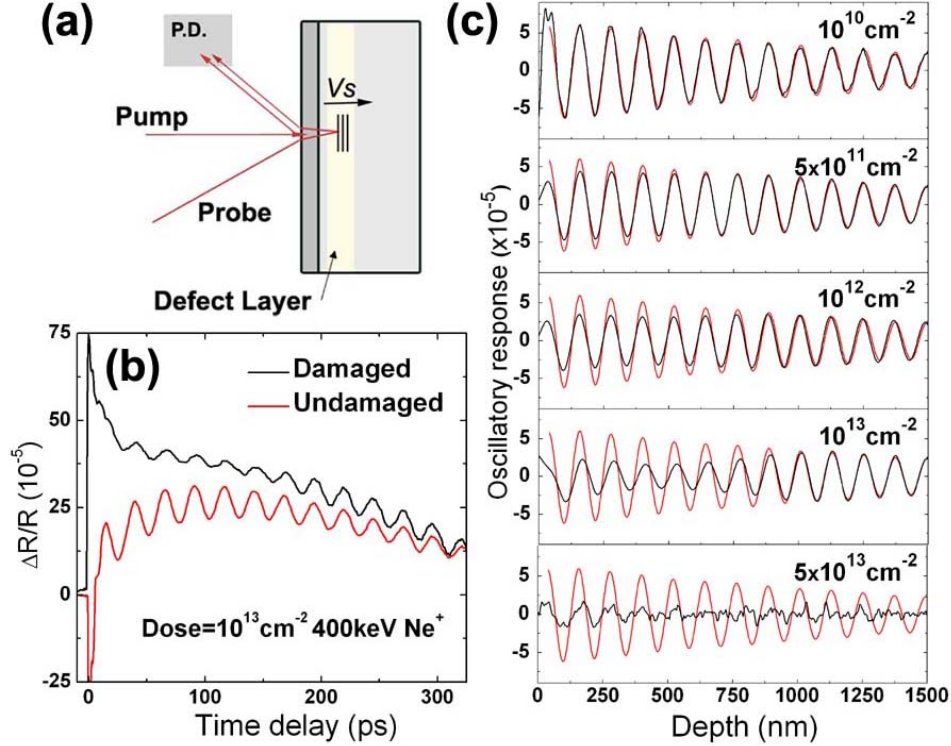 (a)
P.D.
Vs
Pump
Probe
Defect Layer
(b)
Damaged
Undamaged
Dose=10¹³cm⁻² 400keV Ne⁺
ΔR/R (10⁻⁵)
75
50
25
0
-25
0
100
200
300
Time delay (ps)
(c)
Oscillatory response (x10⁻⁵)
10¹⁰cm⁻²
5
0
-5
5x10¹¹cm⁻²
5
0
-5
10¹²cm⁻²
5
0
-5
10¹³cm⁻²
5
0
-5
5x10¹³cm⁻²
5
0
-5
0
250
500
750
1000
1250
1500
Depth (nm)